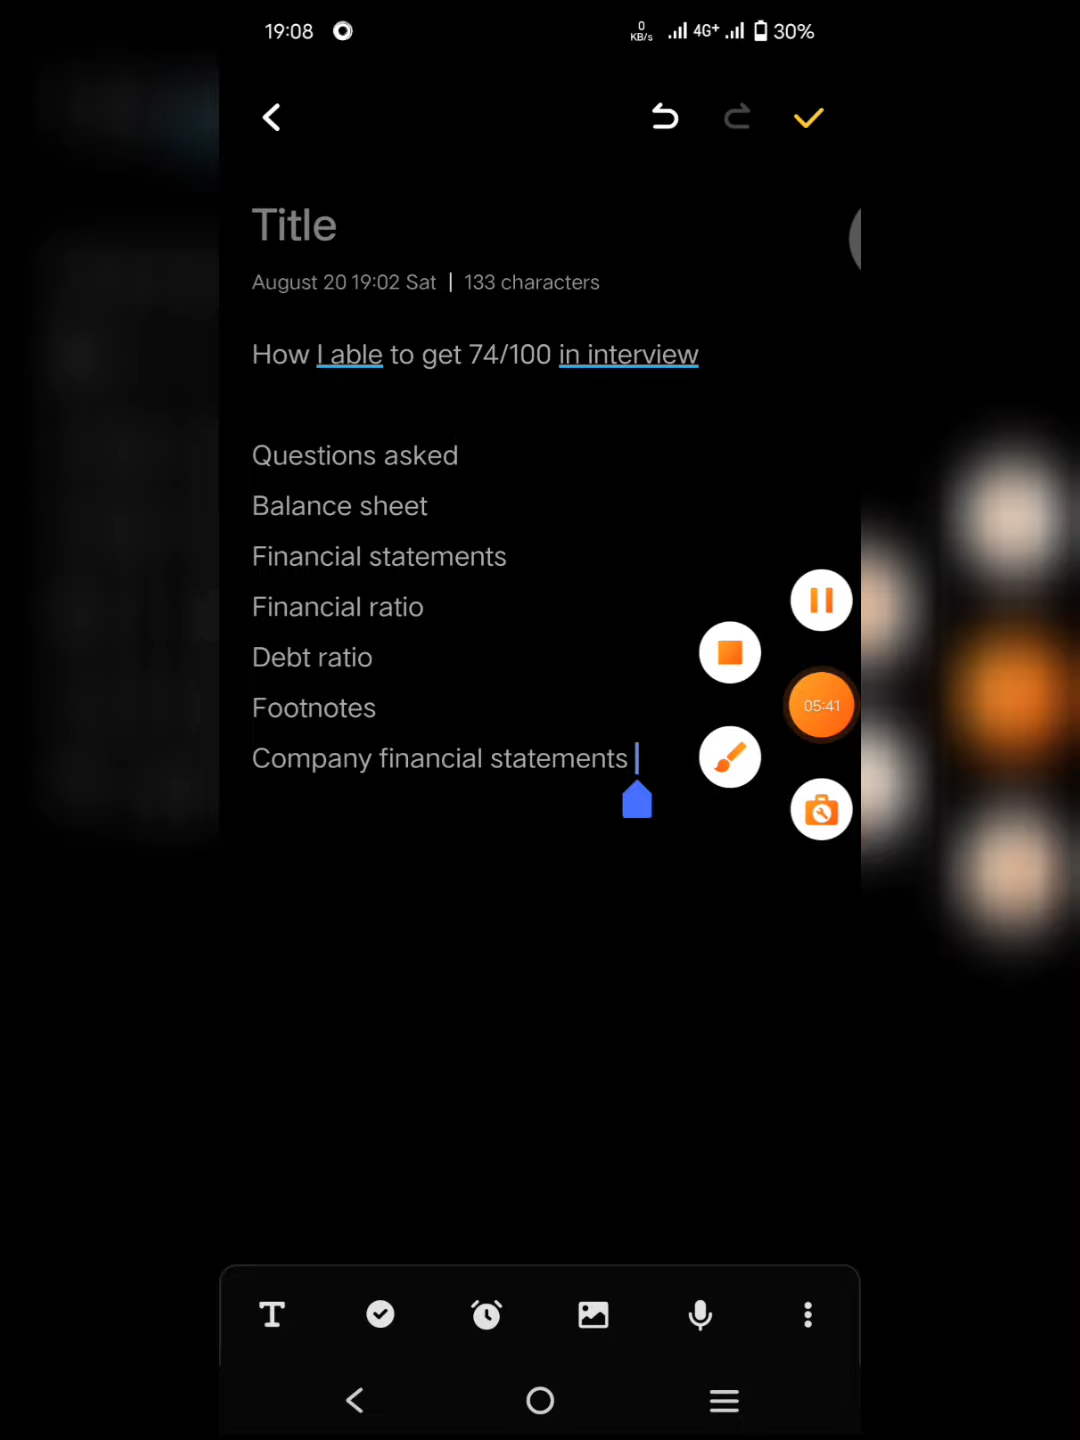 19:08 0 KB/s 4G+ 30%
Title
August 20 19:02 Sat | 133 characters
How I able to get 74/100 in interview
Questions asked
Balance sheet
Financial statements
Financial ratio
Debt ratio
Footnotes
05:41
Company financial statements
T